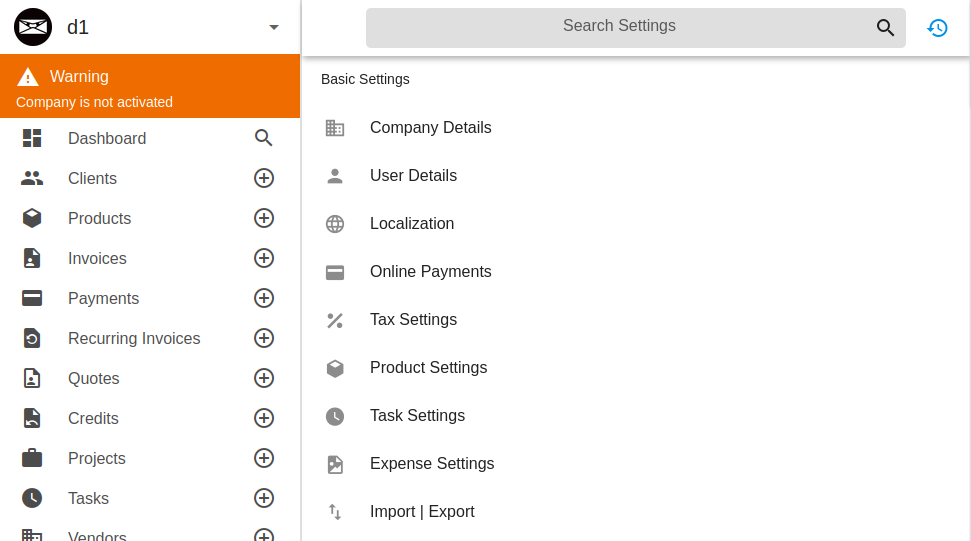 d1
Warning
Company is not activated
Dashboard
Clients
Products
Invoices
Payments
Recurring Invoices
Quotes
Credits
Projects
Tasks
Vendors
Search Settings
Basic Settings
Company Details
User Details
Localization
Online Payments
Tax Settings
Product Settings
Task Settings
Expense Settings
Import | Export